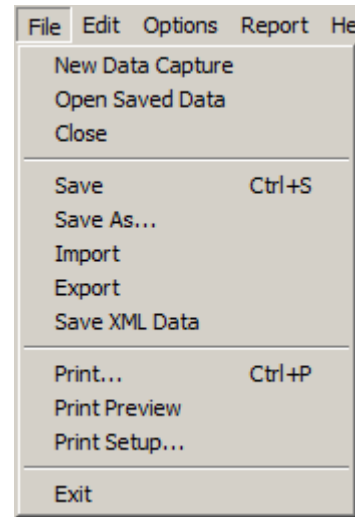 File Edit Options Report He
New Data Capture
Open Saved Data
Close
Save Ctrl+S
Save As...
Import
Export
Save XML Data
Print... Ctrl+P
Print Preview
Print Setup...
Exit